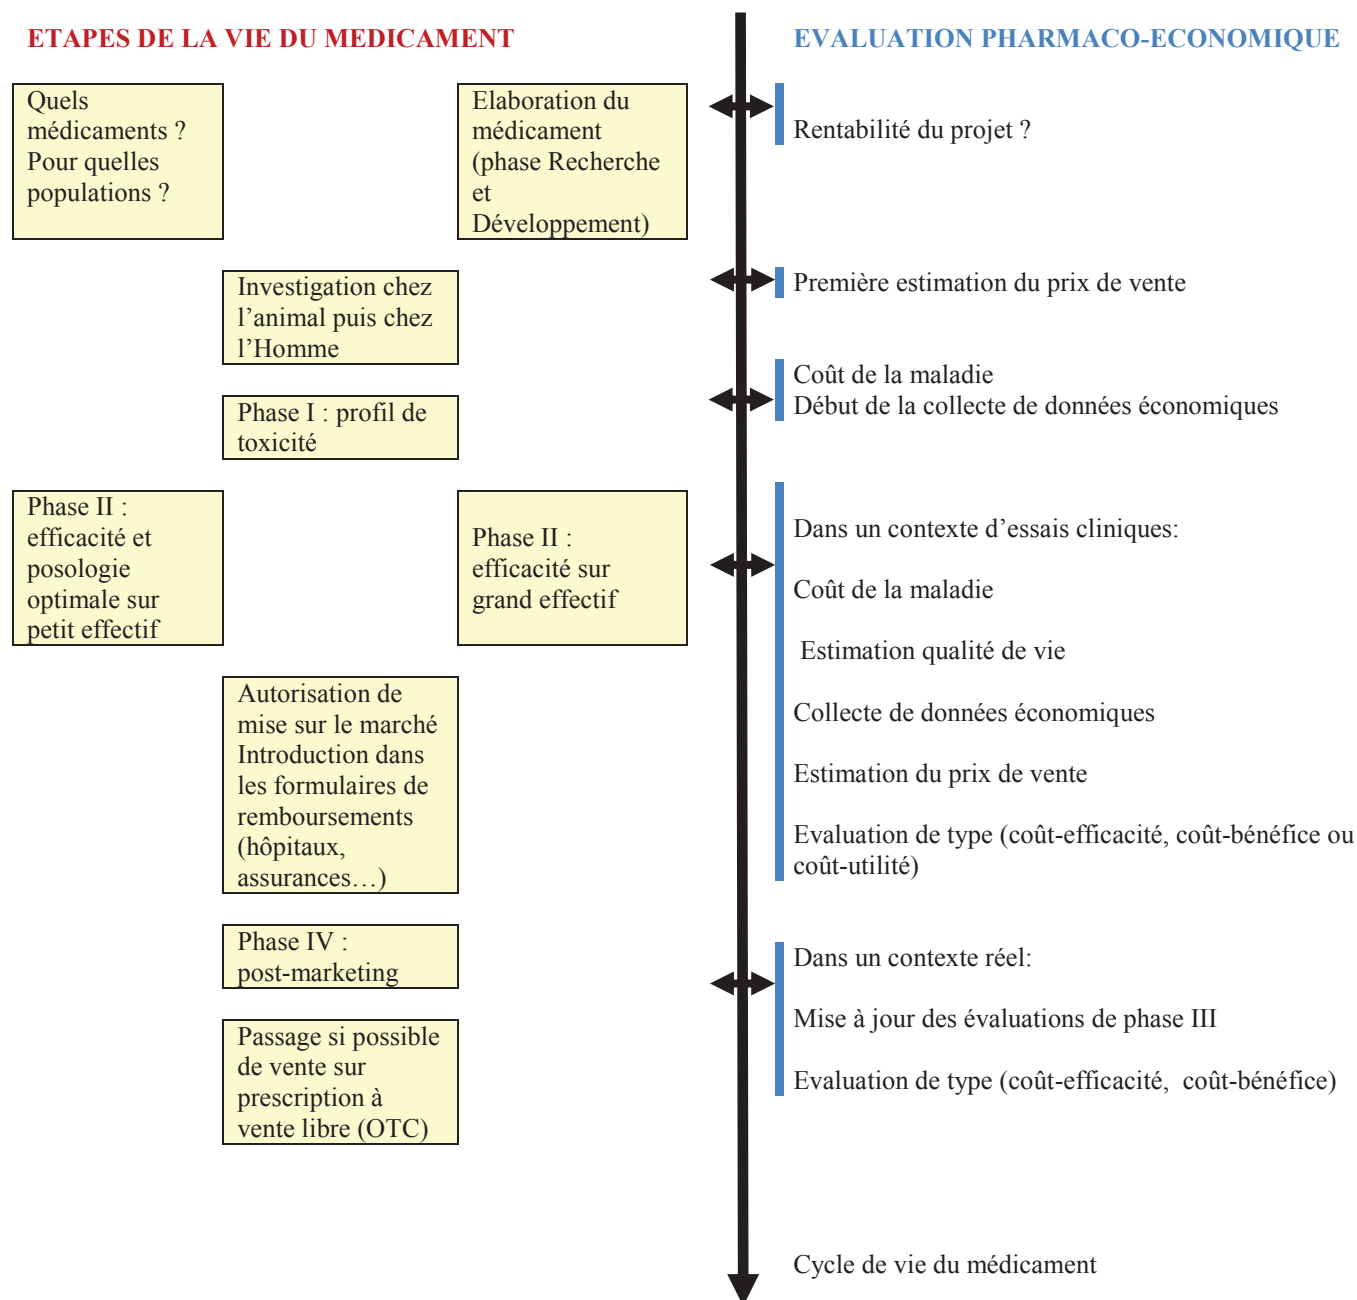 ETAPES DE LA VIE DU MEDICAMENT
EVALUATION PHARMACO-ECONOMIQUE
Quels
médicaments ?
Pour quelles
populations ?
Elaboration du
médicament
(phase Recherche
et
Développement)
Rentabilité du projet ?
Investigation chez
l’animal puis chez
l’Homme
Première estimation du prix de vente
Phase I : profil de
toxicité
Coût de la maladie
Début de la collecte de données économiques
Phase II :
efficacité et
posologie
optimale sur
petit effectif
Phase II :
efficacité sur
grand effectif
Dans un contexte d’essais cliniques:
Coût de la maladie
Estimation qualité de vie
Collecte de données économiques
Estimation du prix de vente
Evaluation de type (coût-efficacité, coût-bénéfice ou
coût-utilité)
Autorisation de
mise sur le marché
Introduction dans
les formulaires de
remboursements
(hôpitaux,
assurances…)
Phase IV :
post-marketing
Dans un contexte réel:
Mise à jour des évaluations de phase III
Evaluation de type (coût-efficacité, coût-bénéfice)
Passage si possible
de vente sur
prescription à
vente libre (OTC)
Cycle de vie du médicament